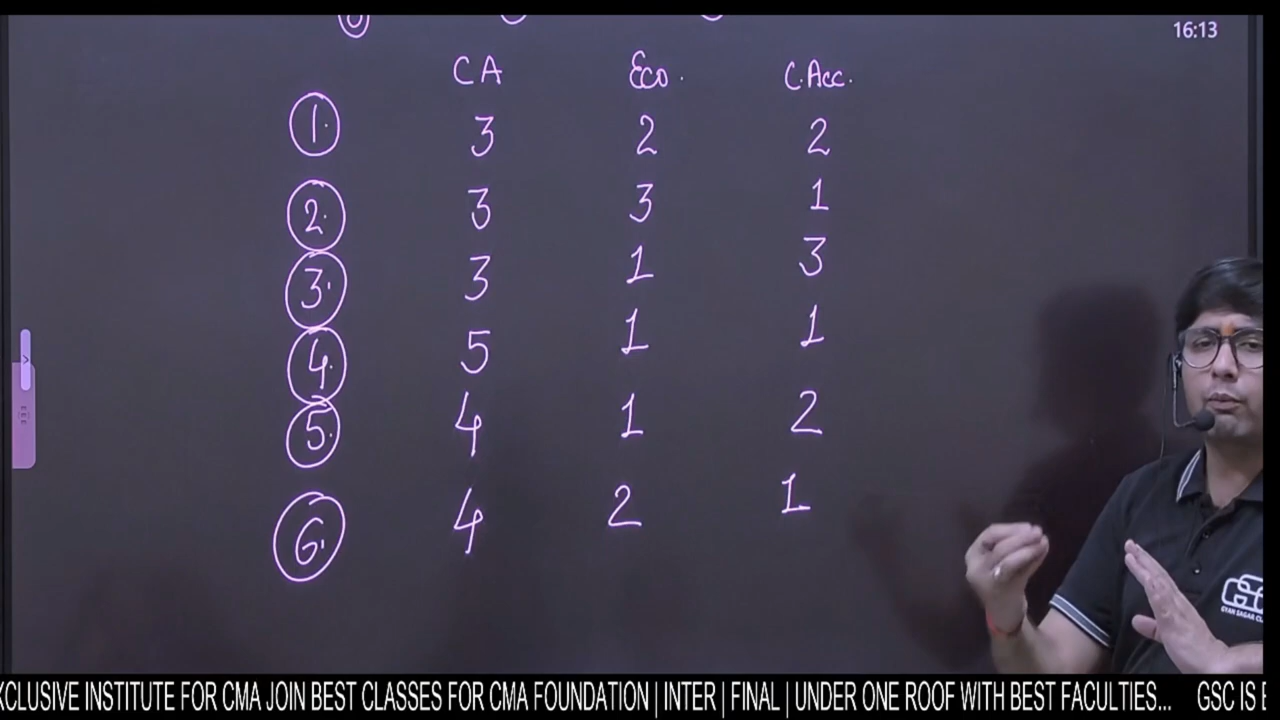 16:13
CA Eco. C.Acc.
1. 3 2 2
2. 3 3 1
3. 3 1 3
4. 5 1 1
5. 4 1 2
6. 4 2 1
XCLUSIVE INSTITUTE FOR CMA JOIN BEST CLASSES FOR CMA FOUNDATION | INTER | FINAL | UNDER ONE ROOF WITH BEST FACULTIES... GSC IS E